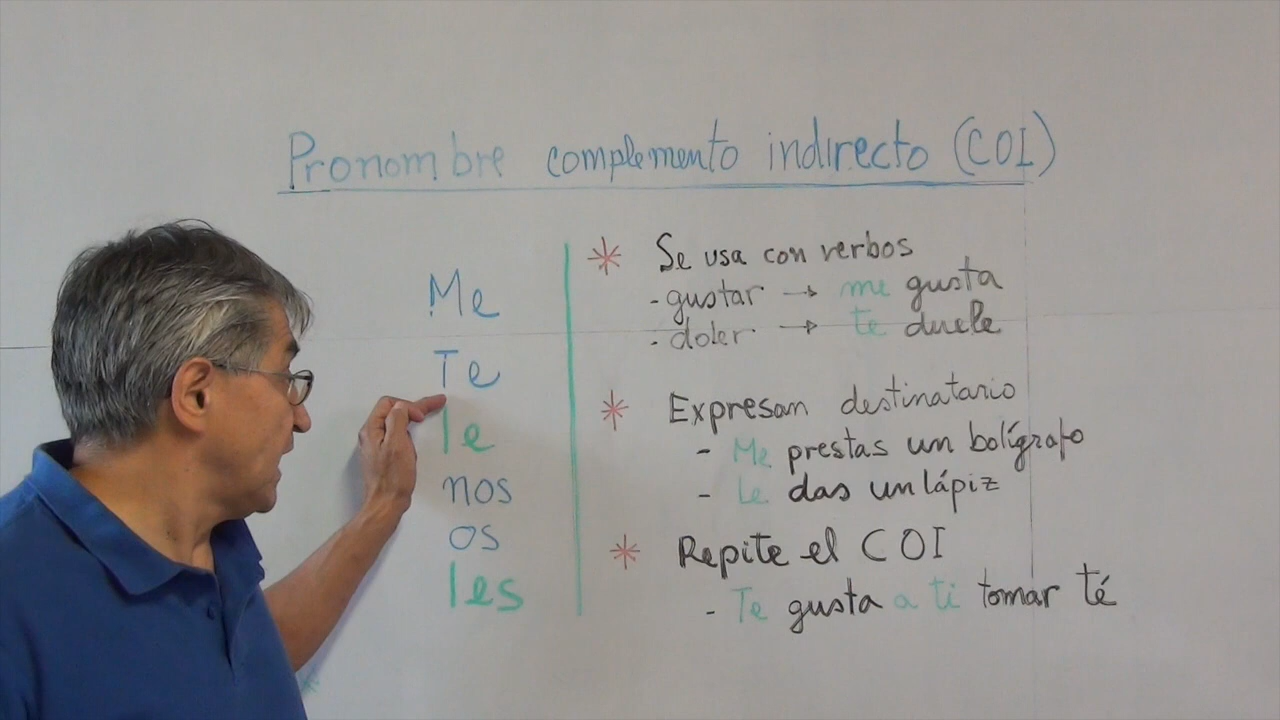 Pronombre complemento indirecto (COI)
Me
Te
le
nos
os
les
* Se usa con verbos
- gustar → me gusta
- doler → te duele
* Expresan destinatario
- Me prestas un bolígrafo
- Le das un lápiz
* Repite el COI
- Te gusta a ti tomar té